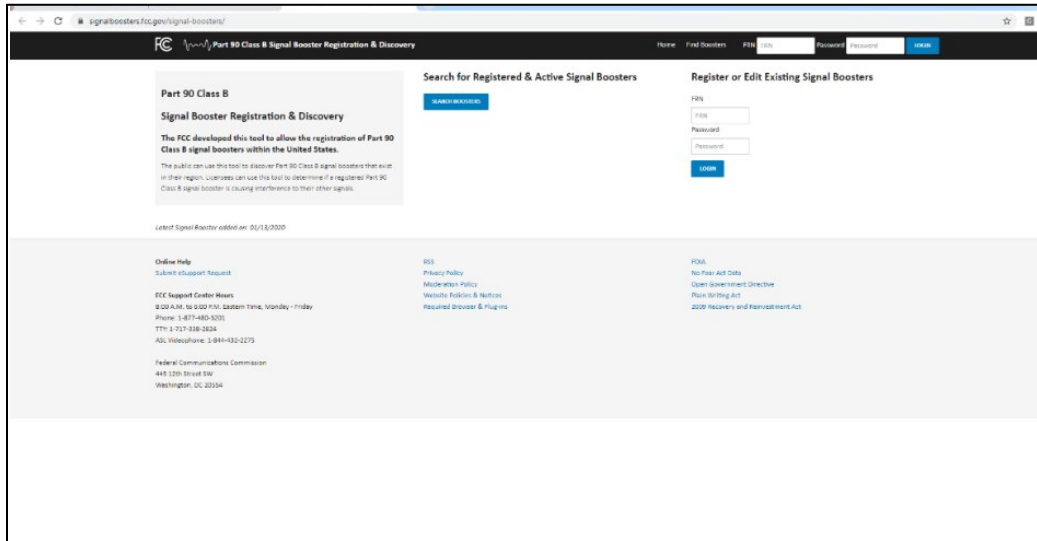 signalboosters.fcc.gov/signal-boosters/
FCC Part 90 Class B Signal Booster Registration & Discovery
Home Find Boosters FRN FRN Password Password LOGIN
Part 90 Class B
Signal Booster Registration & Discovery
The FCC developed this tool to allow the registration of Part 90
Class B signal boosters within the United States.
The public can use this tool to discover Part 90 Class B signal boosters that exist
in their region. Licensees can use this tool to determine if a registered Part 90
Class B signal booster is causing interference to their other signals.
Latest Signal Booster added on: 01/13/2020
Search for Registered & Active Signal Boosters
SEARCH BOOSTERS
Register or Edit Existing Signal Boosters
FRN
FRN
Password
Password
LOGIN
Online Help
Submit eSupport Request
FCC Support Center Hours
8:00 A.M. to 6:00 P.M. Eastern Time, Monday - Friday
Phone: 1-877-480-3201
TTY: 1-717-338-2824
ASL Videophone: 1-844-432-2275
Federal Communications Commission
445 12th Street SW
Washington, DC 20554
RSS
Privacy Policy
Moderation Policy
Website Policies & Notices
Required Browser & Plug-ins
FOIA
No Fear Act Data
Open Government Directive
Plain Writing Act
2009 Recovery and Reinvestment Act